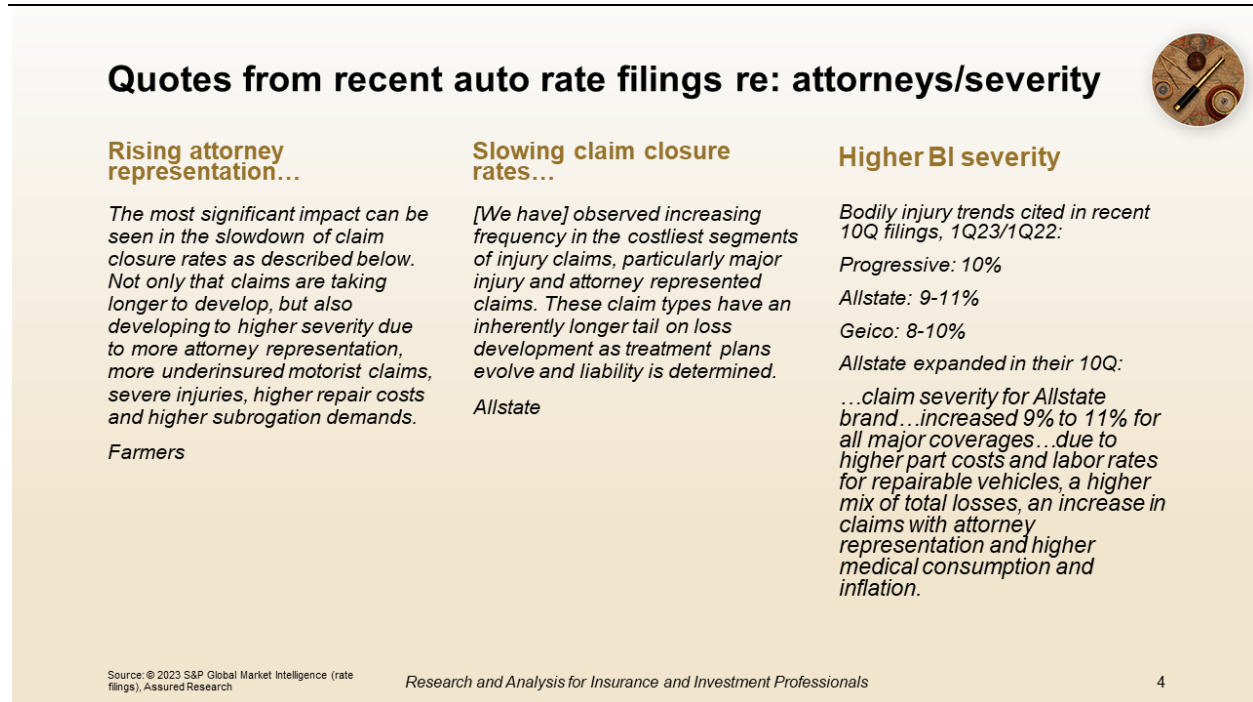 Quotes from recent auto rate filings re: attorneys/severity
Rising attorney
representation…
The most significant impact can be
seen in the slowdown of claim
closure rates as described below.
Not only that claims are taking
longer to develop, but also
developing to higher severity due
to more attorney representation,
more underinsured motorist claims,
severe injuries, higher repair costs
and higher subrogation demands.
Farmers
Slowing claim closure
rates…
[We have] observed increasing
frequency in the costliest segments
of injury claims, particularly major
injury and attorney represented
claims. These claim types have an
inherently longer tail on loss
development as treatment plans
evolve and liability is determined.
Allstate
Higher BI severity
Bodily injury trends cited in recent
10Q filings, 1Q23/1Q22:
Progressive: 10%
Allstate: 9-11%
Geico: 8-10%
Allstate expanded in their 10Q:
…claim severity for Allstate
brand…increased 9% to 11% for
all major coverages…due to
higher part costs and labor rates
for repairable vehicles, a higher
mix of total losses, an increase in
claims with attorney
representation and higher
medical consumption and
inflation.
Source: © 2023 S&P Global Market Intelligence (rate
filings), Assured Research
Research and Analysis for Insurance and Investment Professionals
4